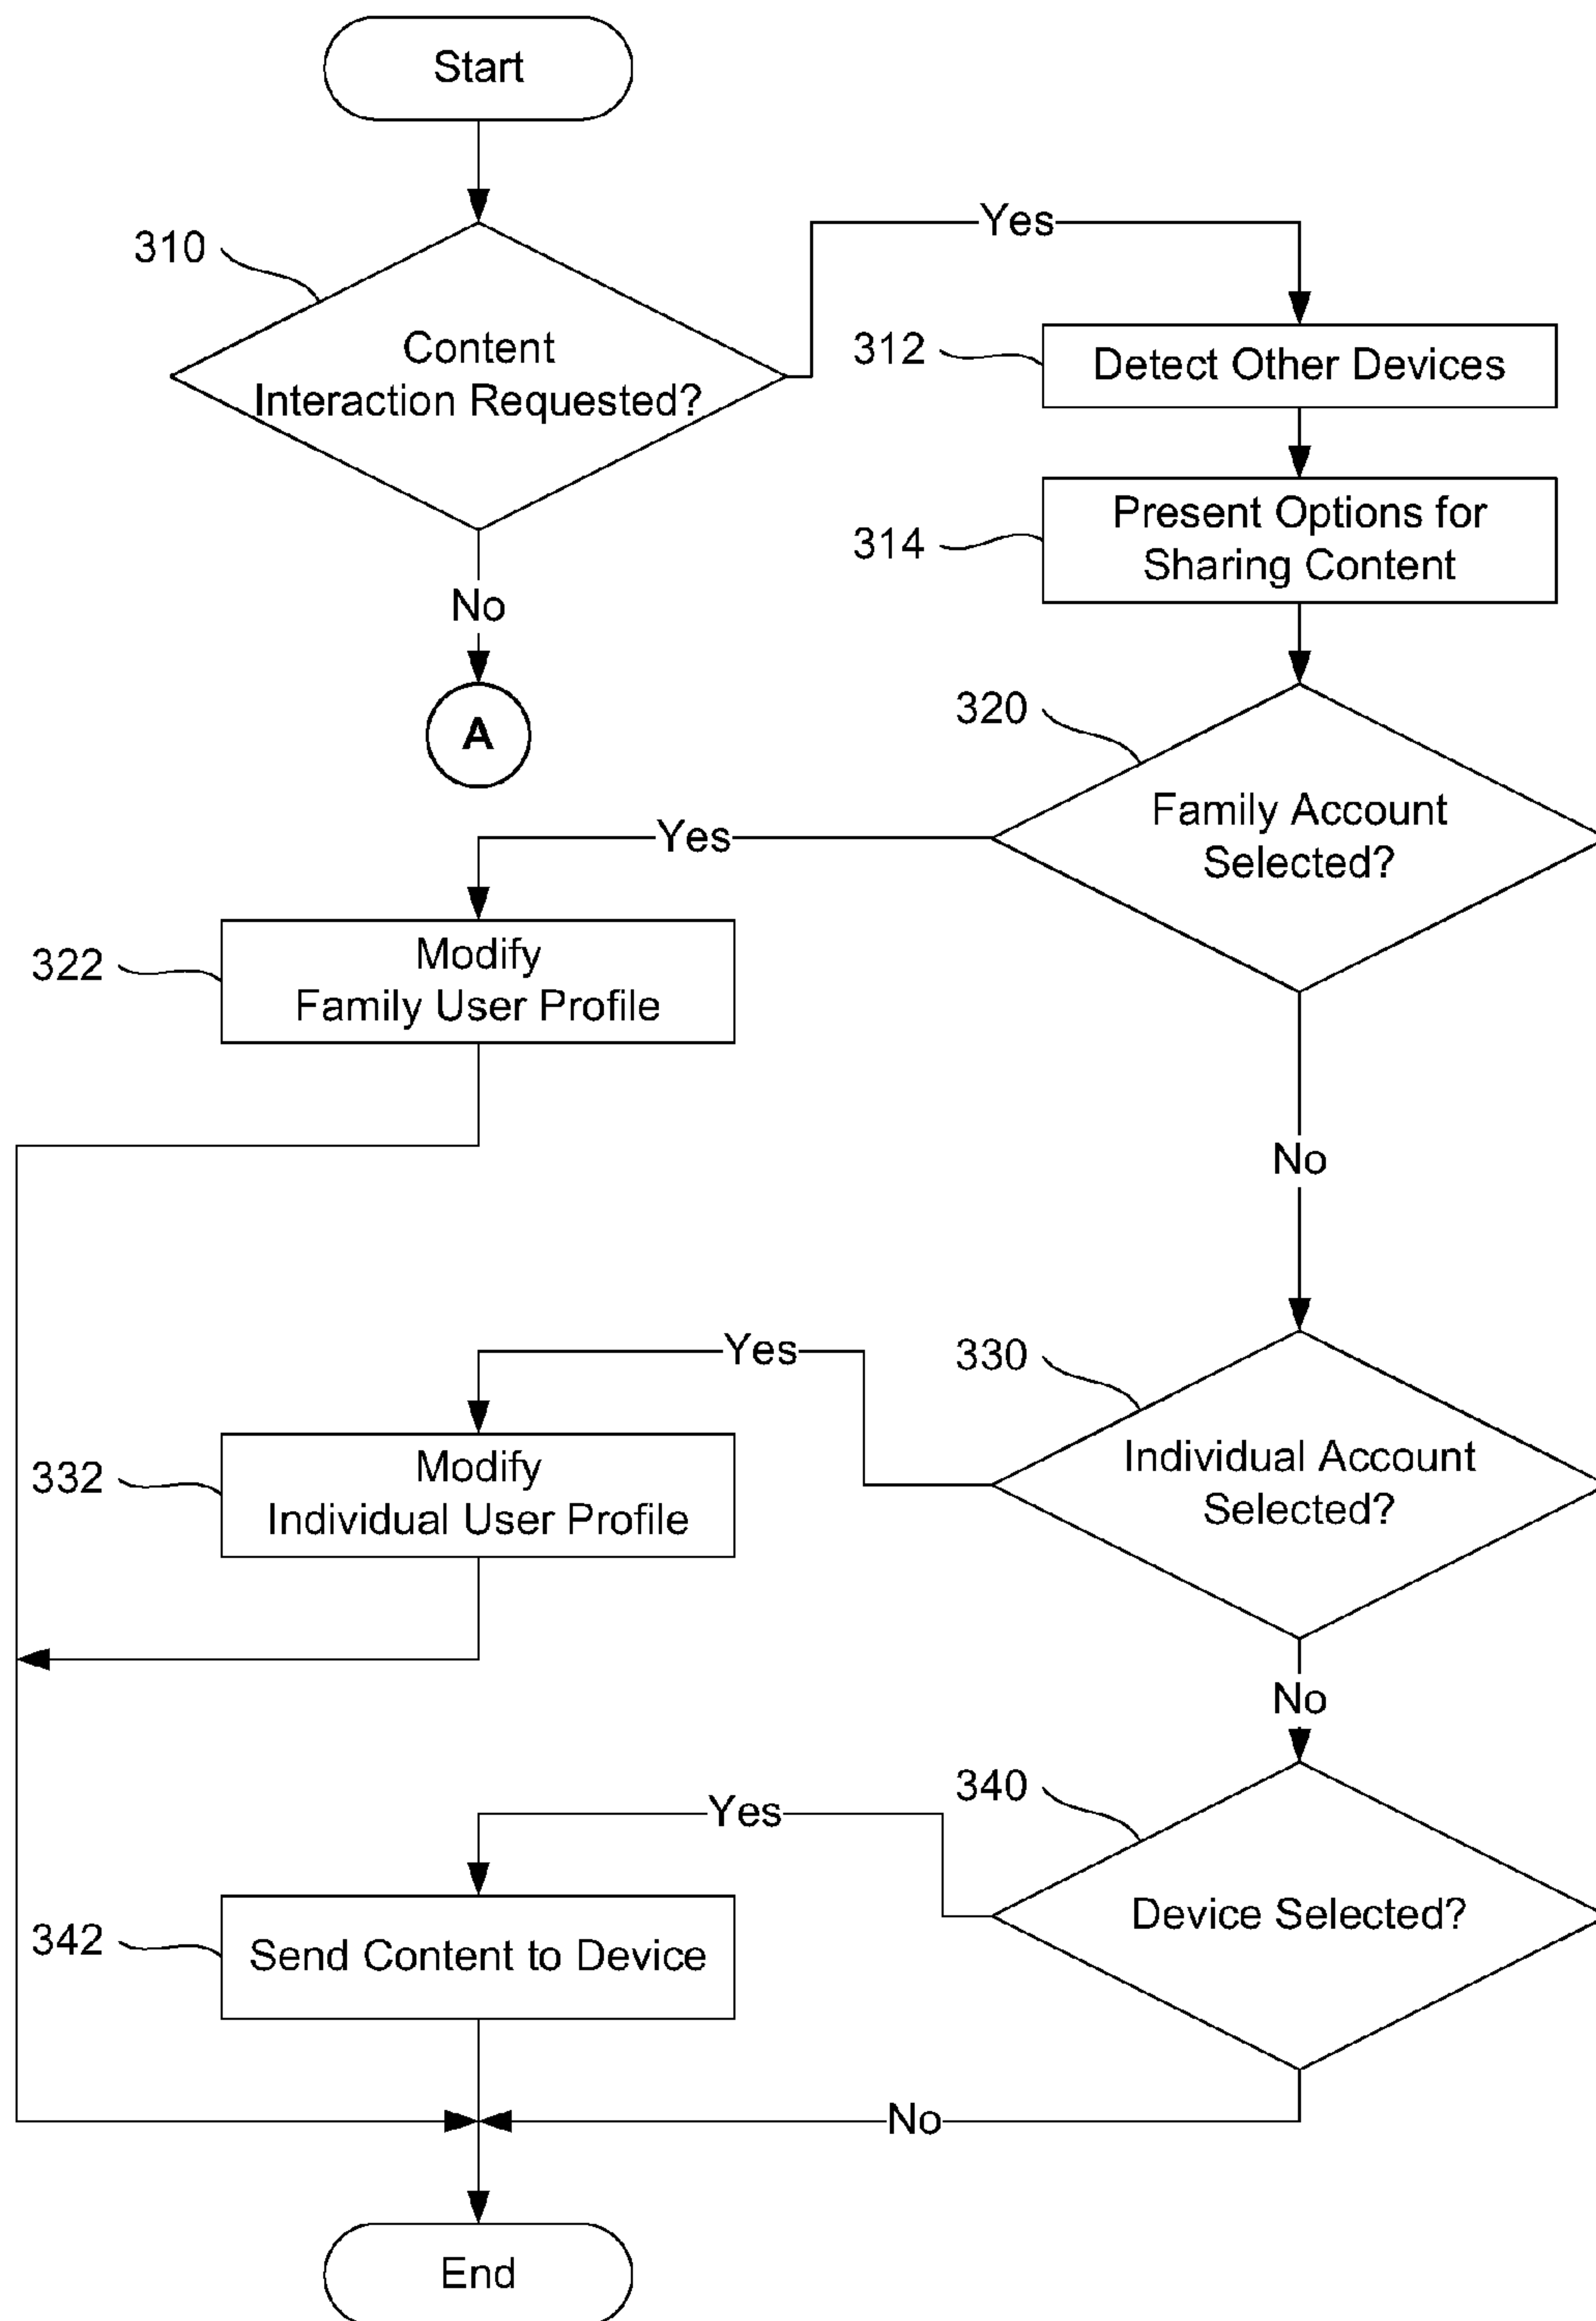 Start
310
Content
Interaction Requested?
Yes
312
Detect Other Devices
314
Present Options for
Sharing Content
No
A
320
Family Account
Selected?
Yes
322
Modify
Family User Profile
No
330
Individual Account
Selected?
Yes
332
Modify
Individual User Profile
No
340
Device Selected?
Yes
342
Send Content to Device
No
End